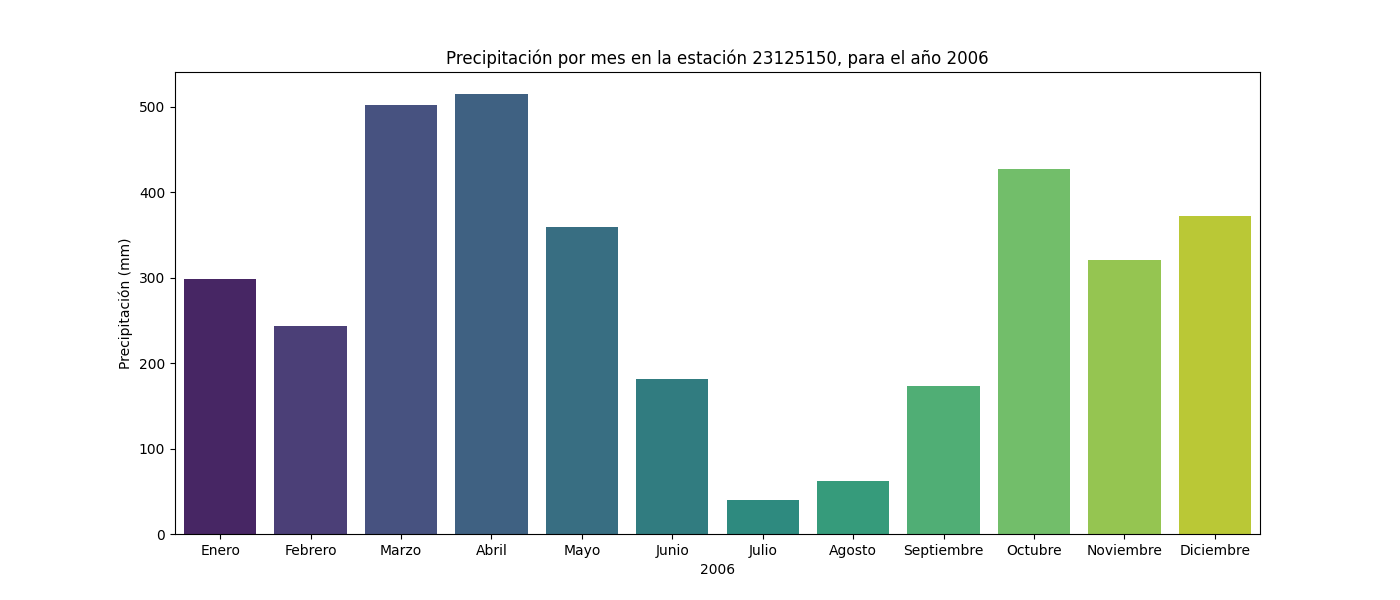 Precipitación por mes en la estación 23125150, para el año 2006
Precipitación (mm)
500
400
300
200
100
0
Enero Febrero Marzo Abril Mayo Junio Julio Agosto Septiembre Octubre Noviembre Diciembre
2006